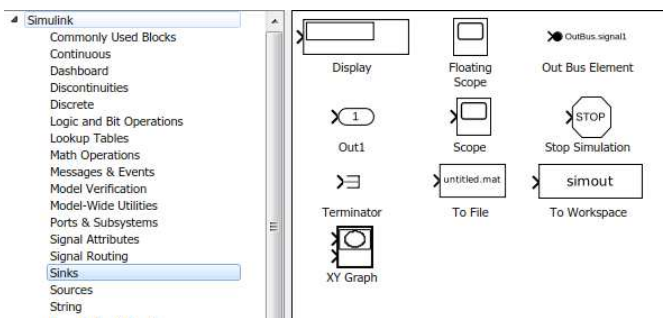 Simulink
Commonly Used Blocks
Continuous
Dashboard
Discontinuities
Discrete
Logic and Bit Operations
Lookup Tables
Math Operations
Messages & Events
Model Verification
Model-Wide Utilities
Ports & Subsystems
Signal Attributes
Signal Routing
Sinks
Sources
String
Display
Floating
Scope
OutBus.signal1
Out Bus Element
1
Out1
Scope
STOP
Stop Simulation
Terminator
untitled.mat
To File
simout
To Workspace
XY Graph